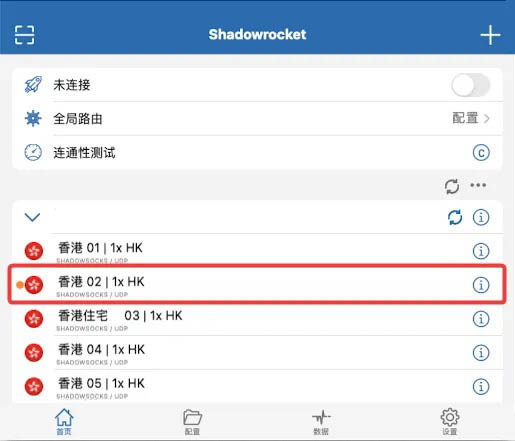 Shadowrocket
未连接
全局路由 配置
连通性测试
香港 01 | 1x HK
SHADOWSOCKS / UDP
香港 02 | 1x HK
SHADOWSOCKS / UDP
香港住宅 03 | 1x HK
SHADOWSOCKS / UDP
香港 04 | 1x HK
SHADOWSOCKS / UDP
香港 05 | 1x HK
SHADOWSOCKS / UDP
首页 配置 数据 设置